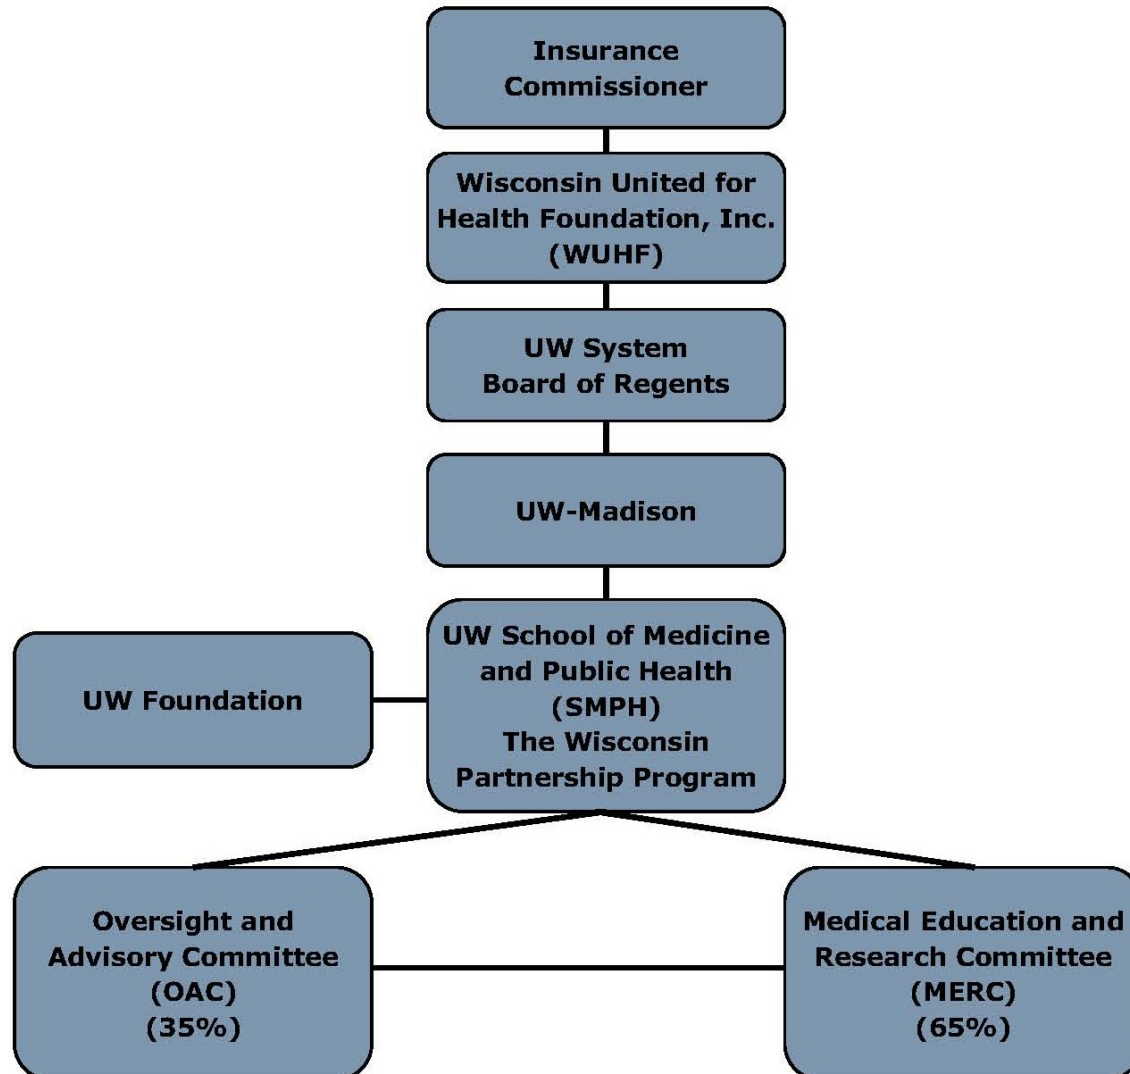 Insurance
Commissioner
Wisconsin United for
Health Foundation, Inc.
(WUHF)
UW System
Board of Regents
UW-Madison
UW School of Medicine
and Public Health
(SMPH)
The Wisconsin
Partnership Program
UW Foundation
Oversight and
Advisory Committee
(OAC)
(35%)
Medical Education and
Research Committee
(MERC)
(65%)